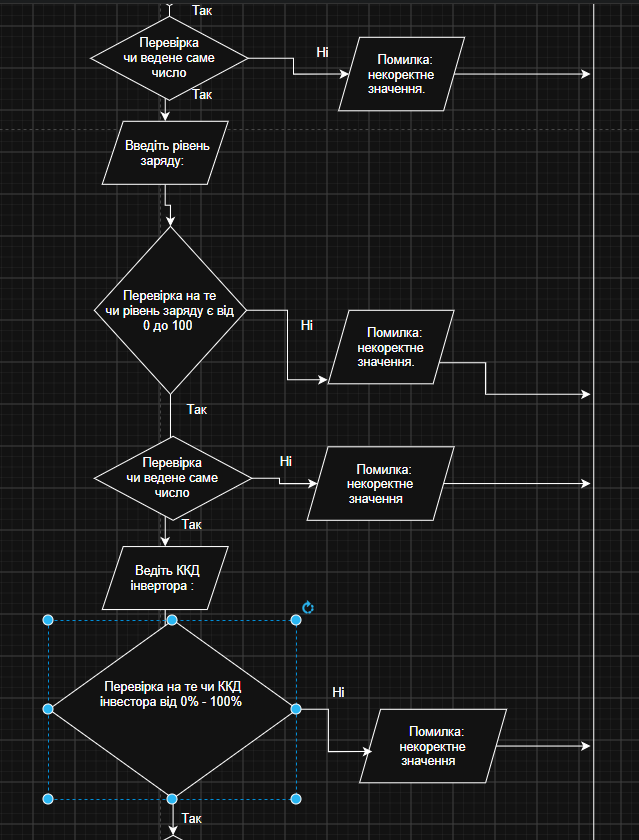 Так
Перевірка
чи ведене саме
число
Ні
Помилка:
некоректне
значення.
Так
Введіть рівень
заряду:
Перевірка на те
чи рівень заряду є від
0 до 100
Ні
Помилка:
некоректне
значення.
Так
Перевірка
чи ведене саме
число
Ні
Помилка:
некоректне
значення
Так
Ведіть ККД
інвертора :
Перевірка на те чи ККД
інвестора від 0% - 100%
Ні
Помилка:
некоректне
значення
Так